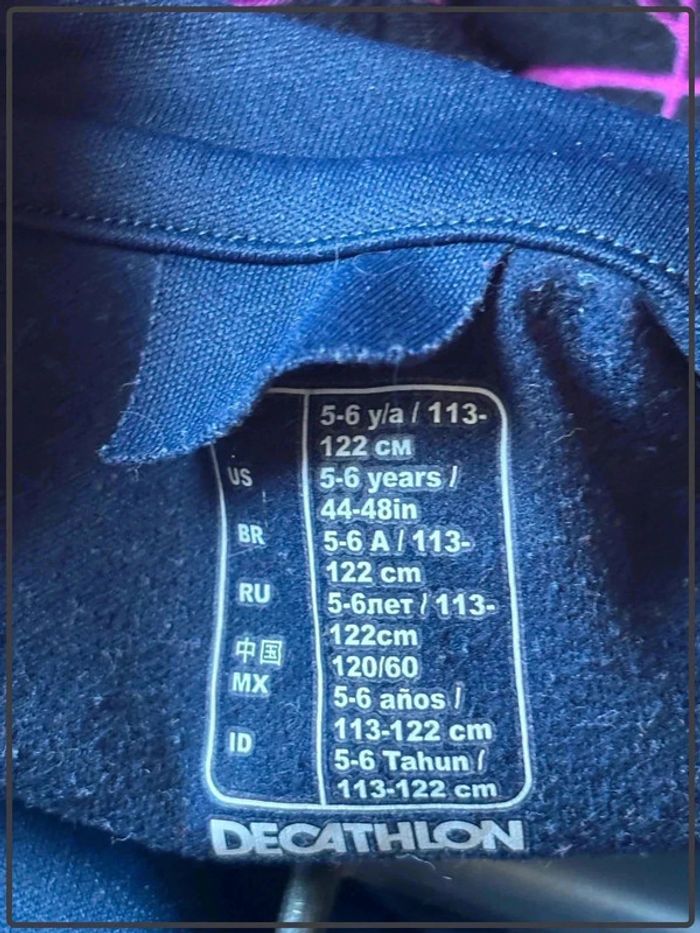 5-6 y/a / 113-
122 см
US 5-6 years /
44-48in
BR 5-6 A / 113-
122 cm
RU 5-6лет / 113-
122cm
中国 120/60
MX 5-6 años /
113-122 cm
ID 5-6 Tahun /
113-122 cm
DECATHLON